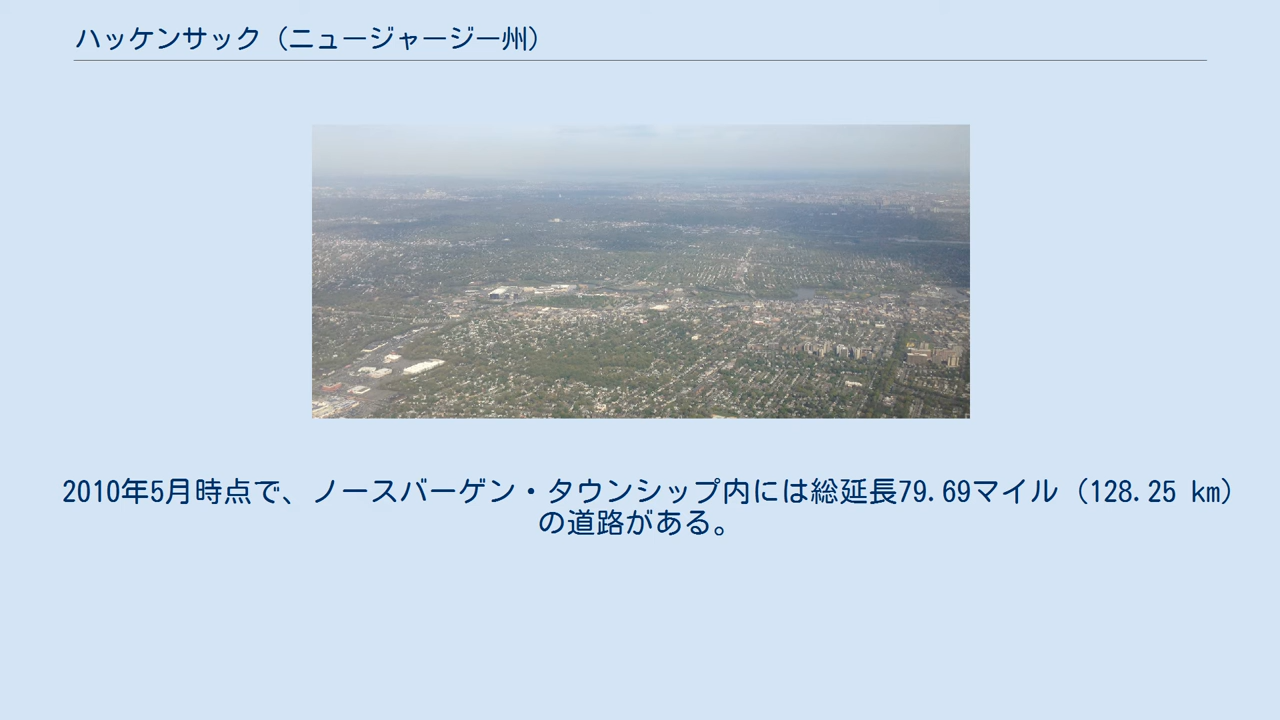 ハッケンサック（ニュージャージー州）
2010年5月時点で、ノースバーゲン・タウンシップ内には総延長79.69マイル（128.25 km）
の道路がある。